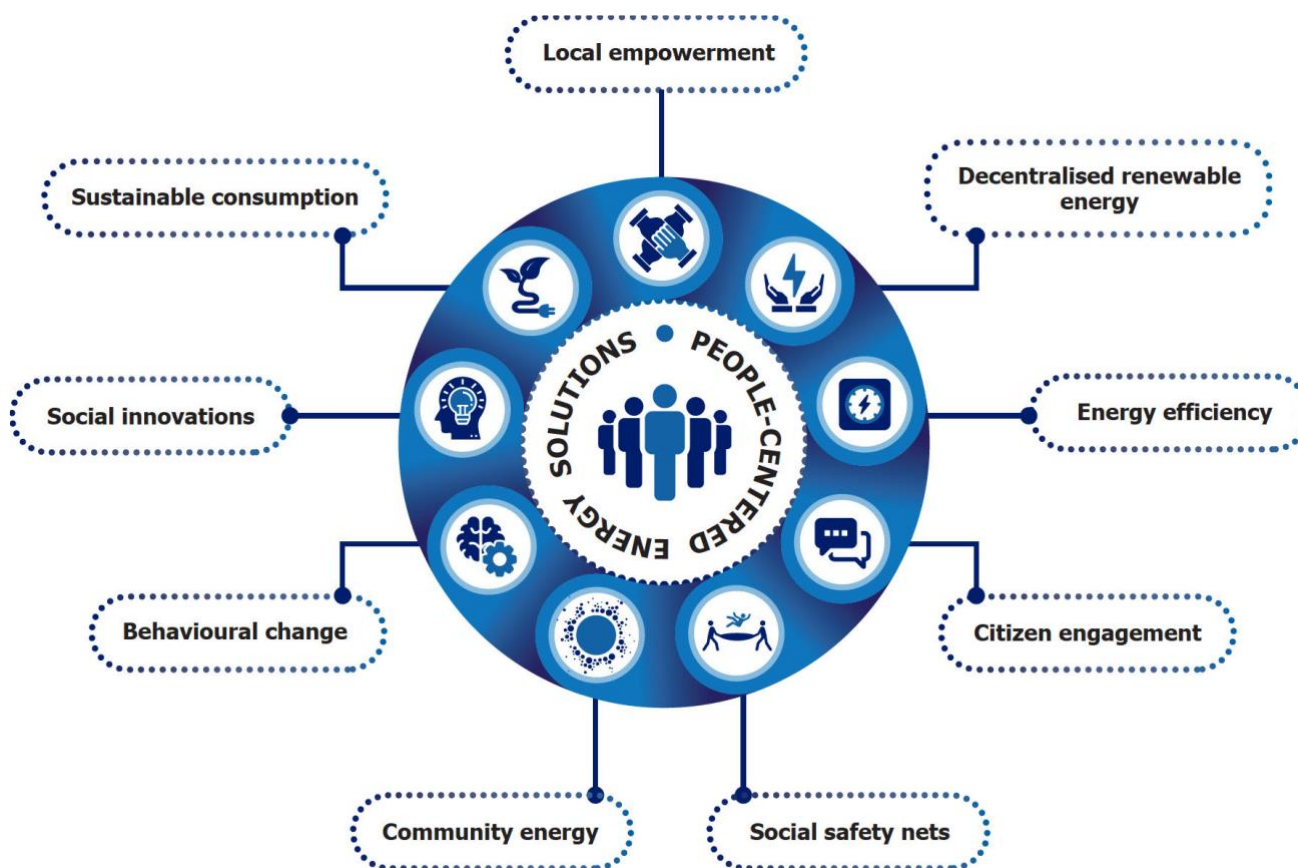 Local empowerment
Decentralised renewable
energy
Sustainable consumption
Energy efficiency
Social innovations
PEOPLE-CENTERED ENERGY SOLUTIONS
Citizen engagement
Behavioural change
Social safety nets
Community energy